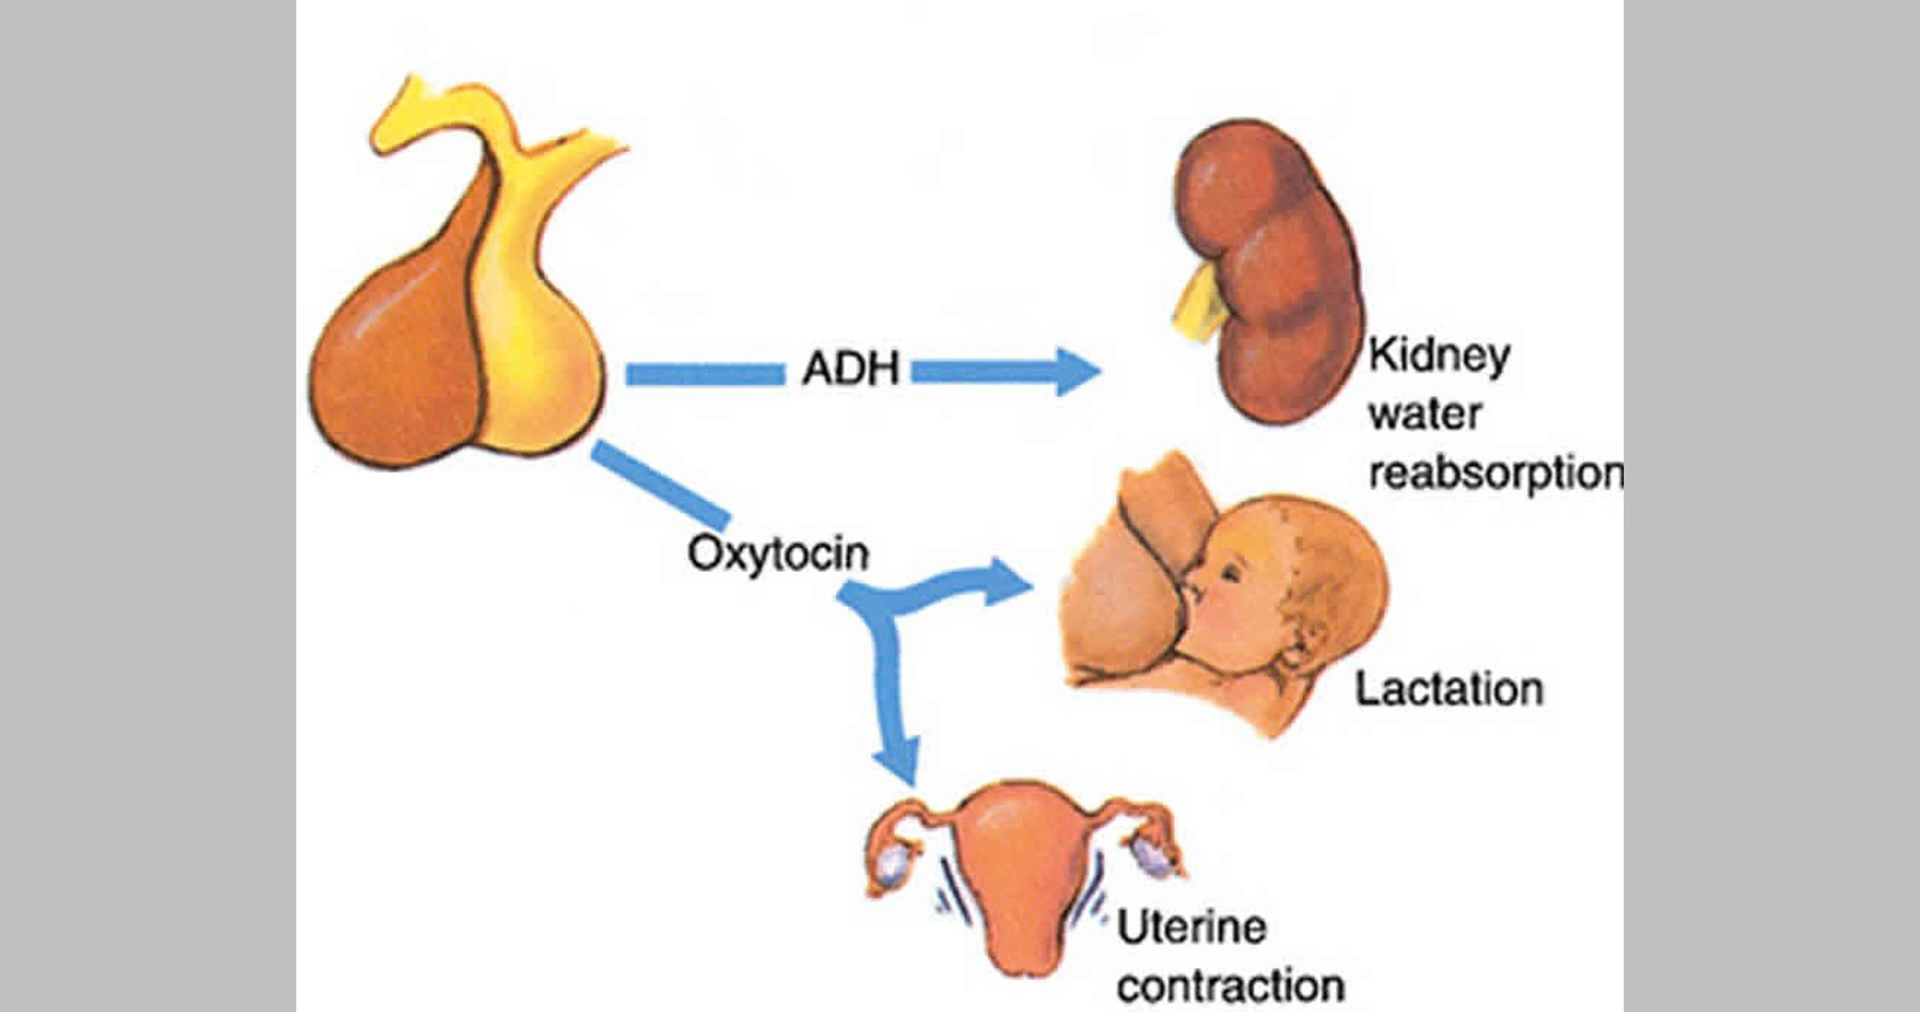 ADH
Kidney
water
reabsorption
Oxytocin
Lactation
Uterine
contraction